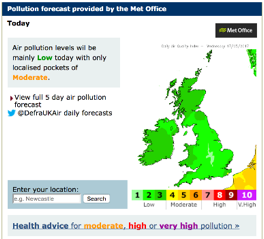 Pollution forecast provided by the Met Office
Today
Met Office
Air pollution levels will be
mainly Low today with only
localised pockets of
Moderate.
View full 5 day air pollution
forecast
@DefraUKAir daily forecasts
Enter your location:
e.g. Newcastle
Search
1 2 3 4 5 6 7 8 9 10
Low Moderate High V.High
Health advice for moderate, high or very high pollution »